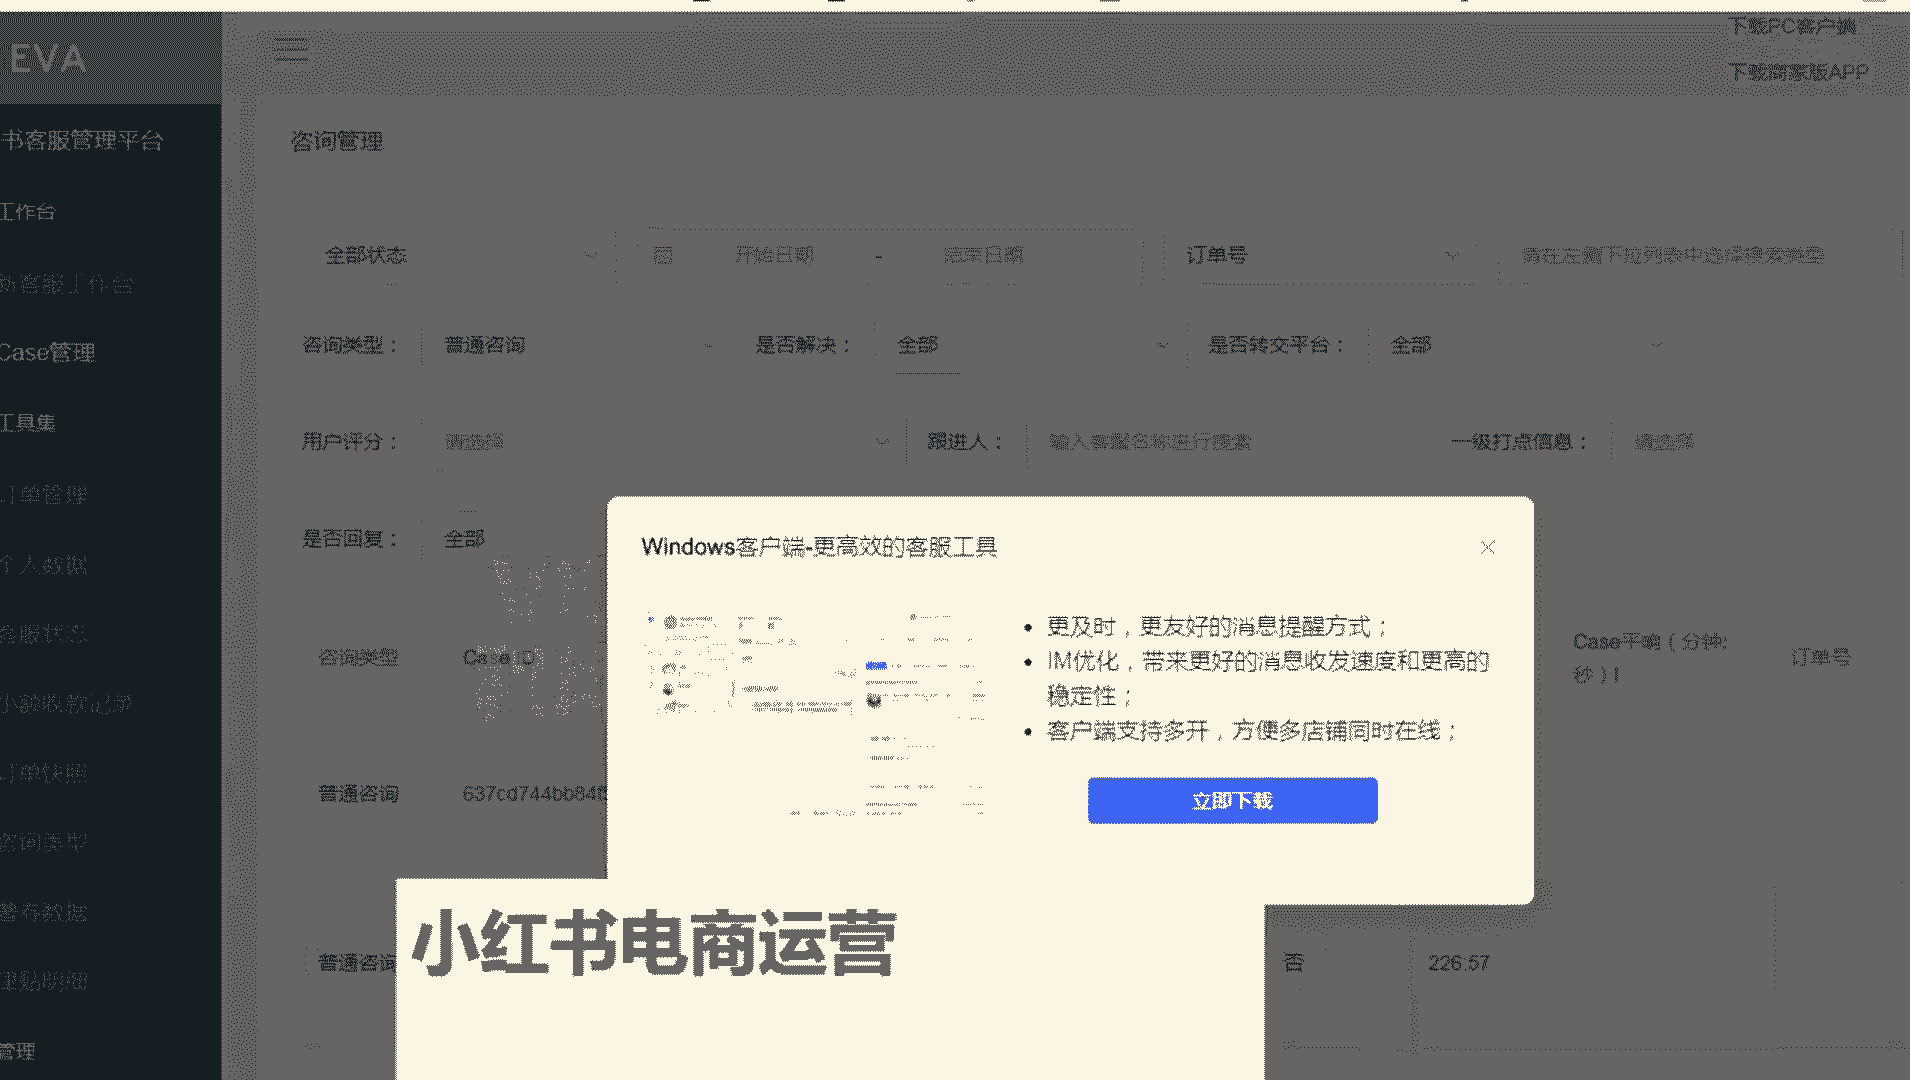 下载PC客户端
EVA
下载商家版APP
书客服管理平台
咨询管理
工作台
全部状态
开始日期 - 结束日期
订单号
请在左侧下拉列表中选择搜索类型
新客服工作台
Case管理
咨询类型：
普通咨询
是否解决：
全部
是否转交平台：
全部
工具集
用户评分：
请选择
跟进人：
输入客服名称进行搜索
一级打点信息：
请选择
订单管理
是否回复：
全部
Windows客户端-更高效的客服工具
个人数据
更及时，更友好的消息提醒方式；
客服状态
咨询类型
Case ID
IM优化，带来更好的消息收发速度和更高的
稳定性；
Case平响（分钟:
秒）
订单号
小额收款记录
客户端支持多开，方便多店铺同时在线；
订单快照
普通咨询
637cd744bb84
立即下载
咨询类型
小红书电商运营
普通咨询
否
226:57
管理